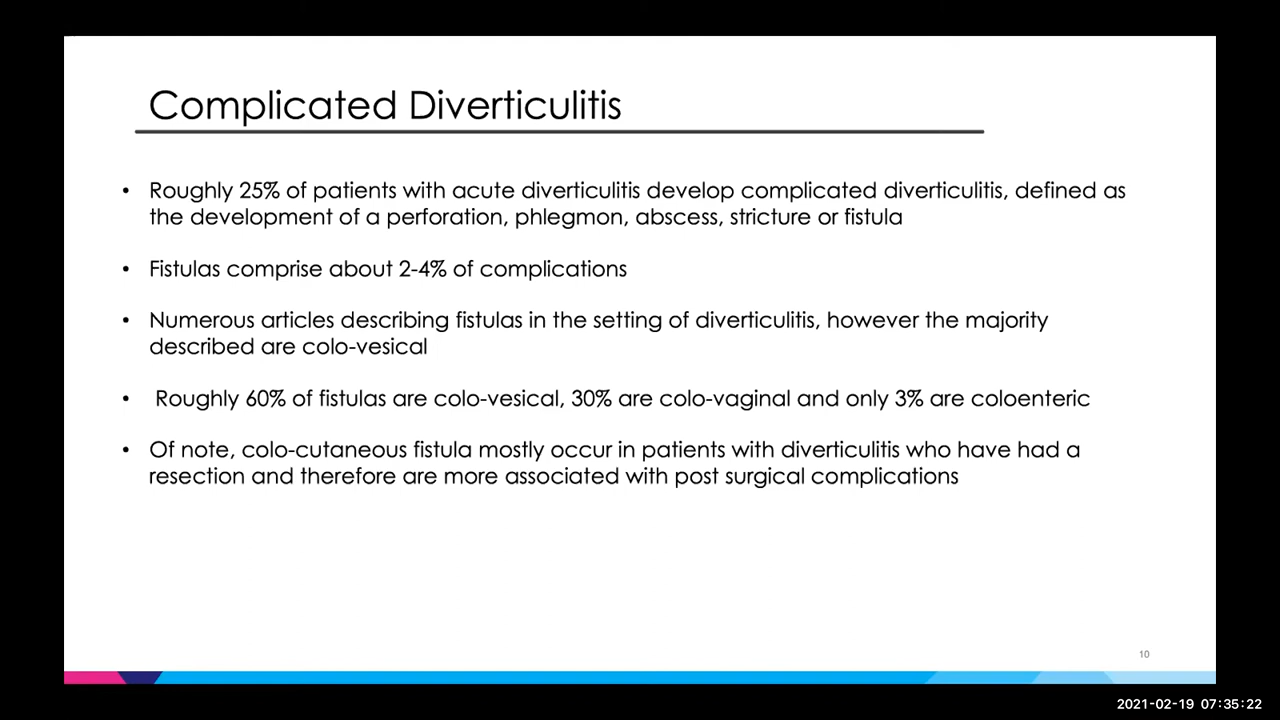 Complicated Diverticulitis
• Roughly 25% of patients with acute diverticulitis develop complicated diverticulitis, defined as
the development of a perforation, phlegmon, abscess, stricture or fistula
• Fistulas comprise about 2-4% of complications
• Numerous articles describing fistulas in the setting of diverticulitis, however the majority
described are colo-vesical
• Roughly 60% of fistulas are colo-vesical, 30% are colo-vaginal and only 3% are coloenteric
• Of note, colo-cutaneous fistula mostly occur in patients with diverticulitis who have had a
resection and therefore are more associated with post surgical complications
10
2021-02-19 07:35:22